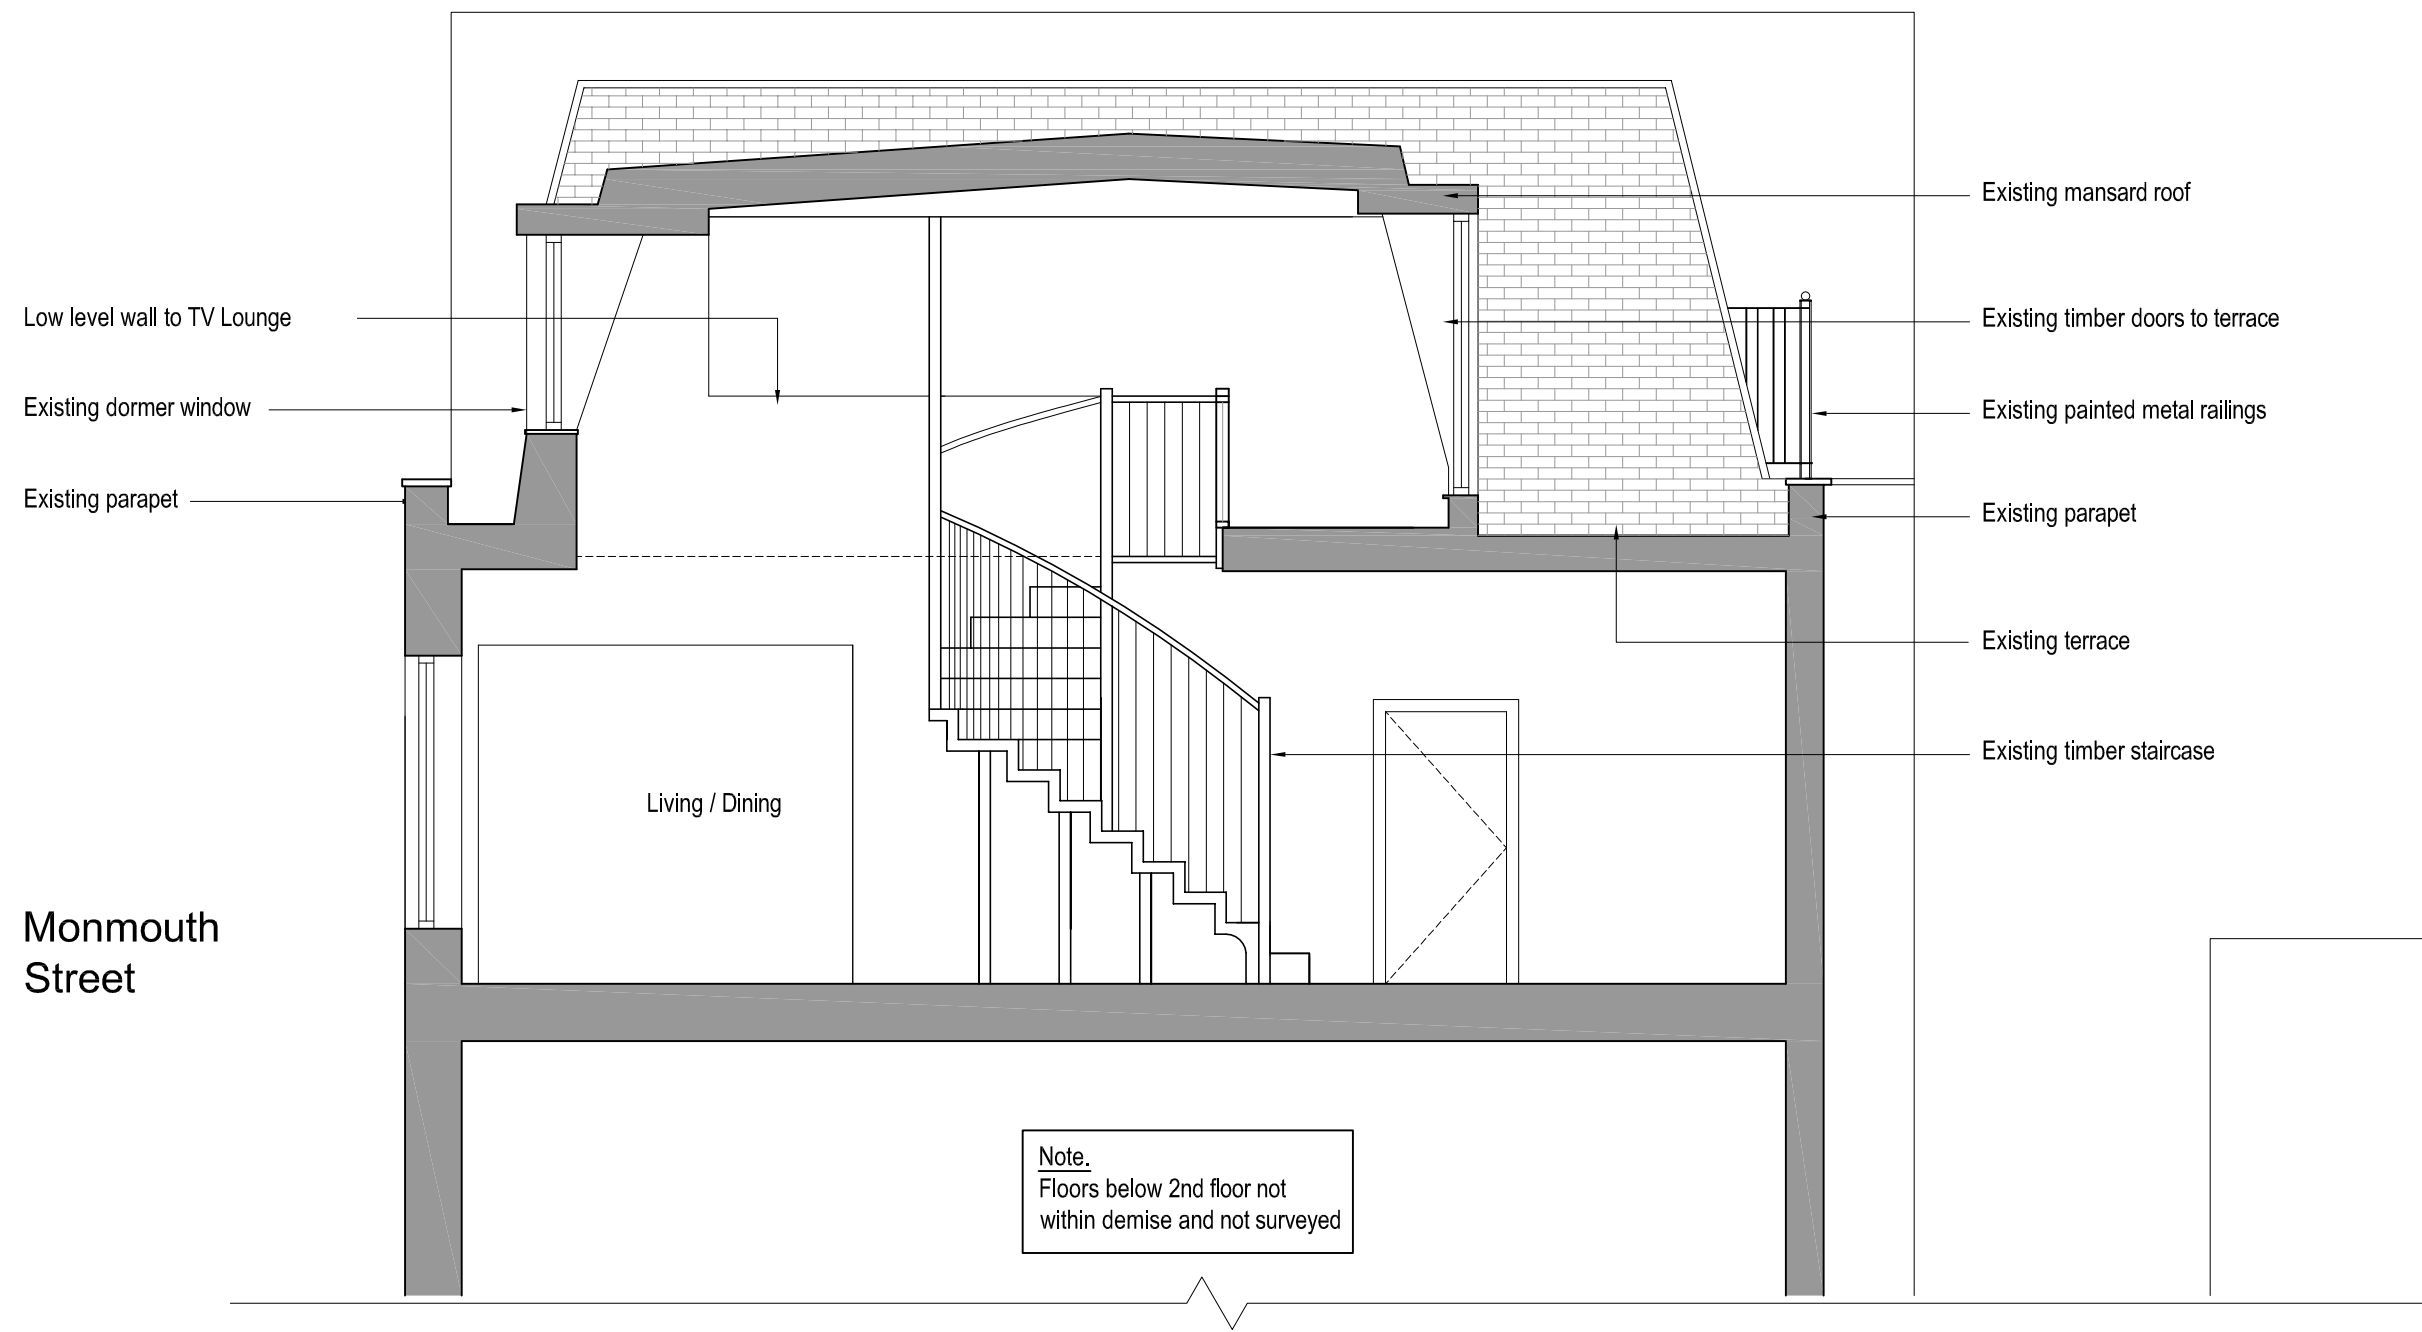 Existing mansard roof
Low level wall to TV Lounge
Existing timber doors to terrace
Existing dormer window
Existing painted metal railings
Existing parapet
Existing parapet
Existing terrace
Existing timber staircase
Living / Dining
Monmouth
Street
Note.
Floors below 2nd floor not
within demise and not surveyed